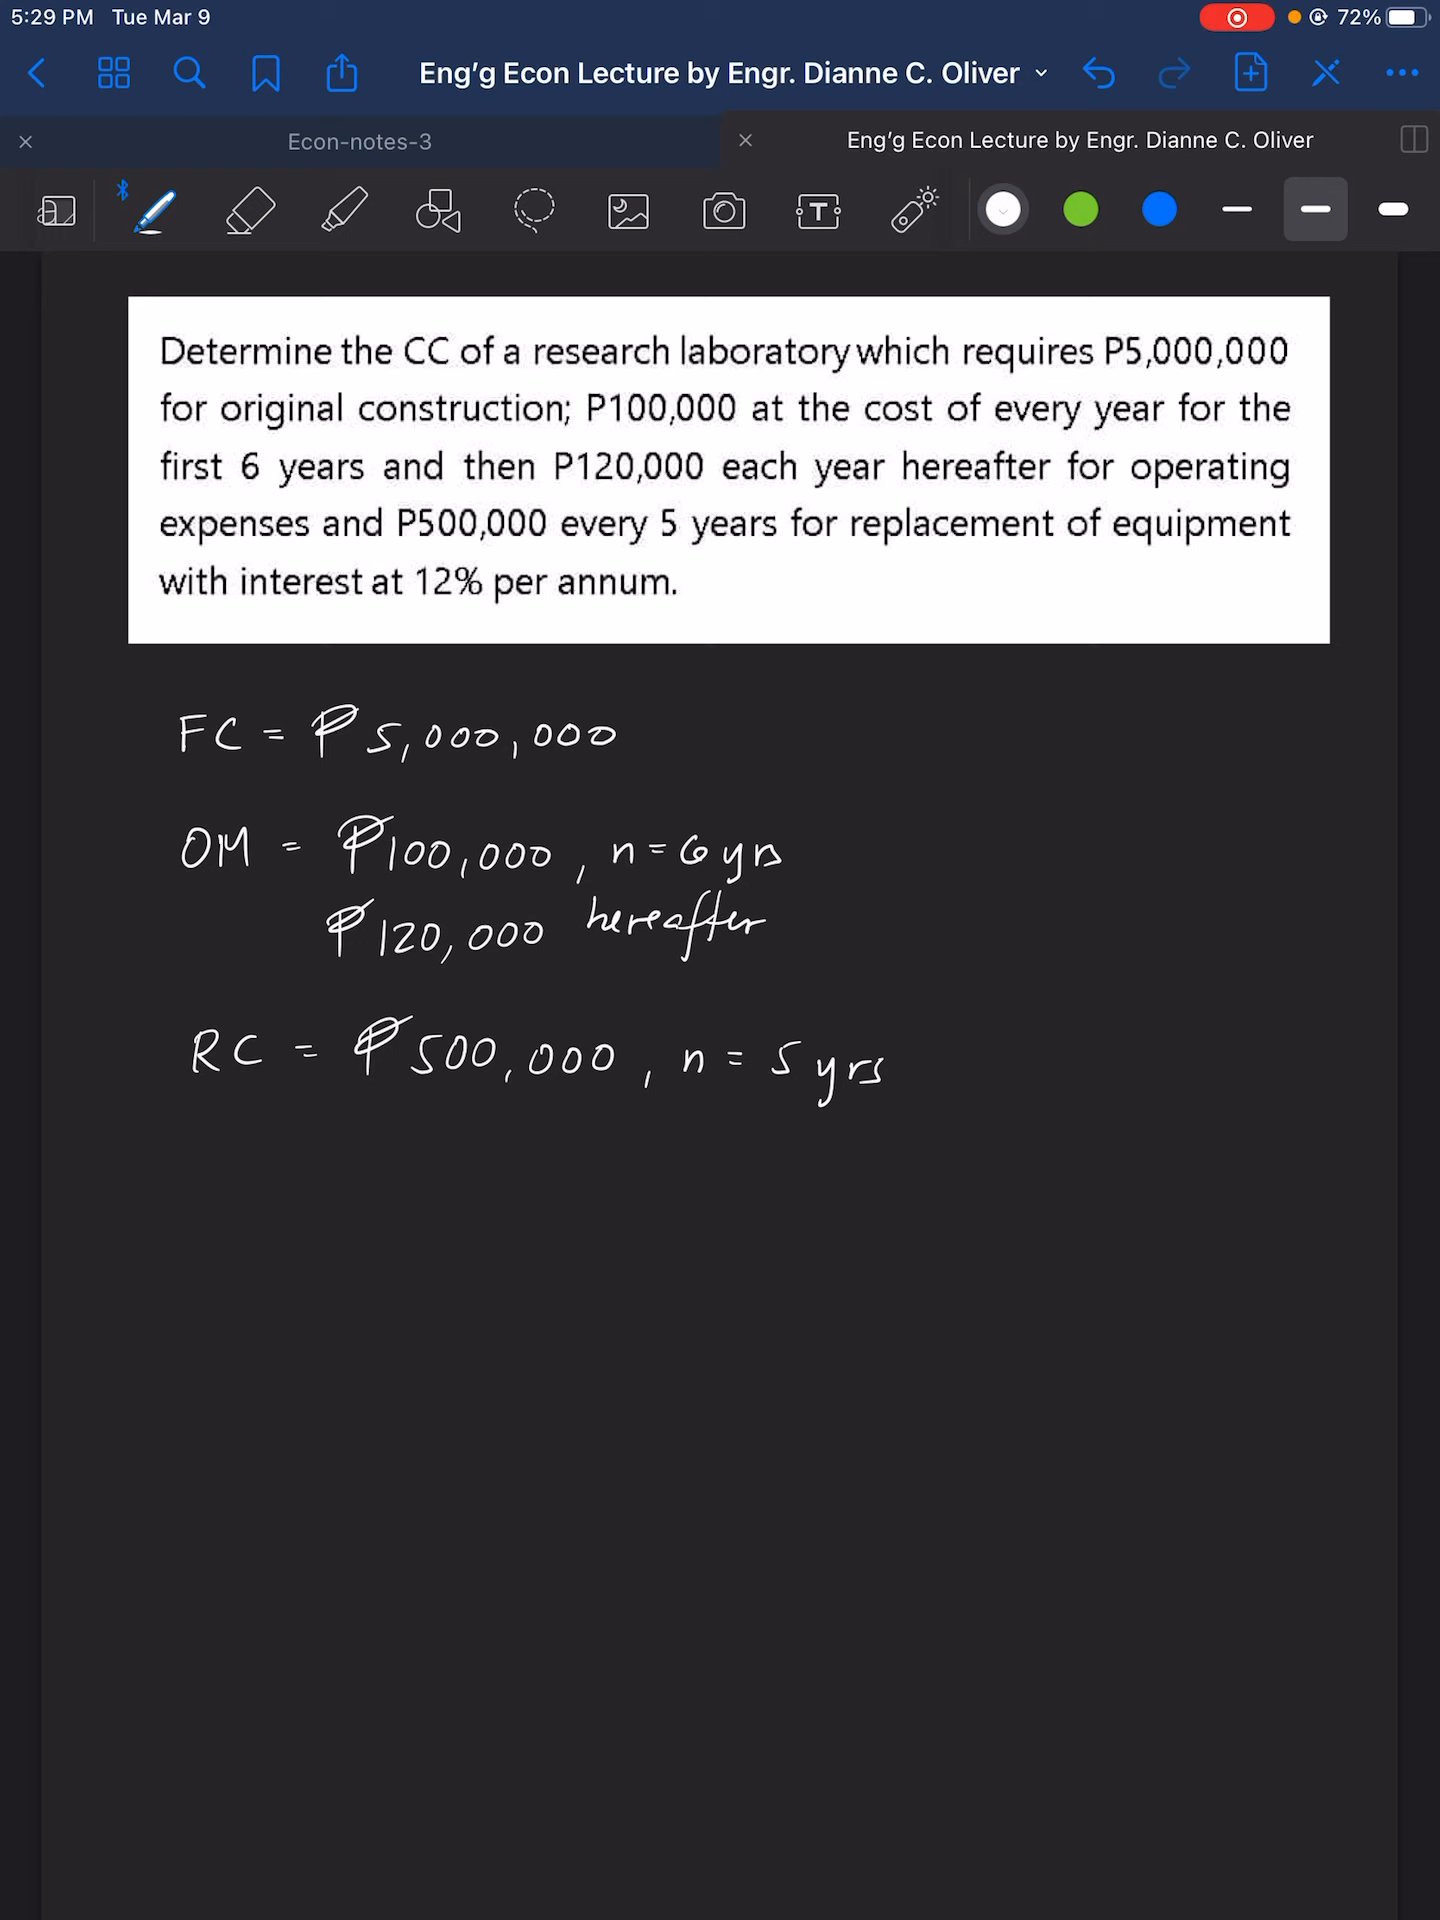 5:29 PM Tue Mar 9
72%
Eng'g Econ Lecture by Engr. Dianne C. Oliver
Econ-notes-3
Eng'g Econ Lecture by Engr. Dianne C. Oliver
T
Determine the CC of a research laboratory which requires P5,000,000
for original construction; P100,000 at the cost of every year for the
first 6 years and then P120,000 each year hereafter for operating
expenses and P500,000 every 5 years for replacement of equipment
with interest at 12% per annum.
FC = ₱5,000,000
OM = ₱100,000, n=6 yrs
₱120,000 hereafter
RC = ₱500,000, n = 5 yrs